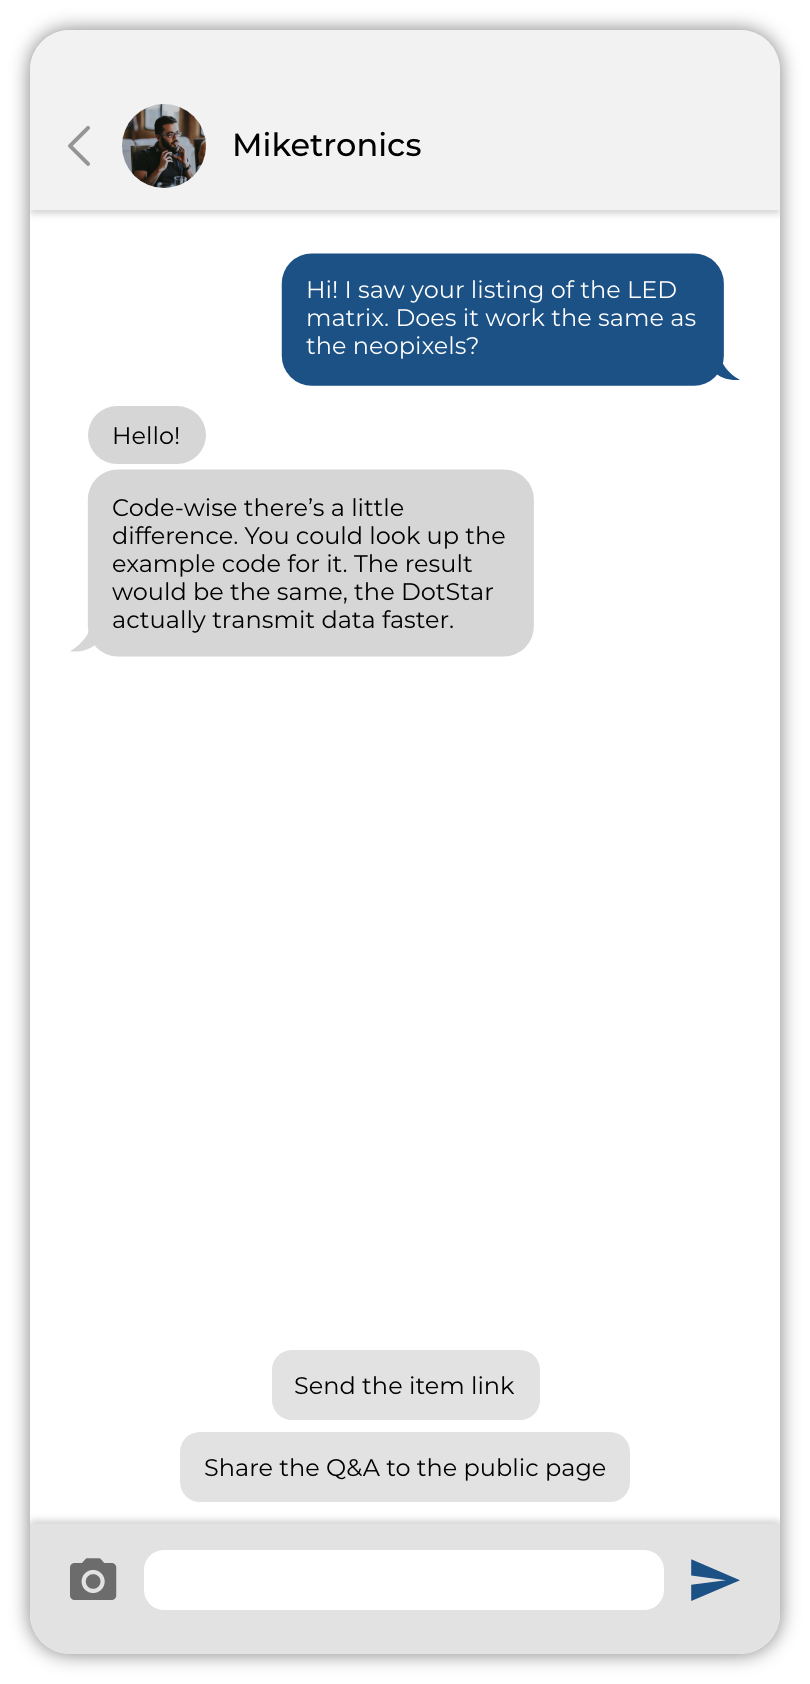 Miketronics
Hi! I saw your listing of the LED
matrix. Does it work the same as
the neopixels?
Hello!
Code-wise there’s a little
difference. You could look up the
example code for it. The result
would be the same, the DotStar
actually transmit data faster.
Send the item link
Share the Q&A to the public page